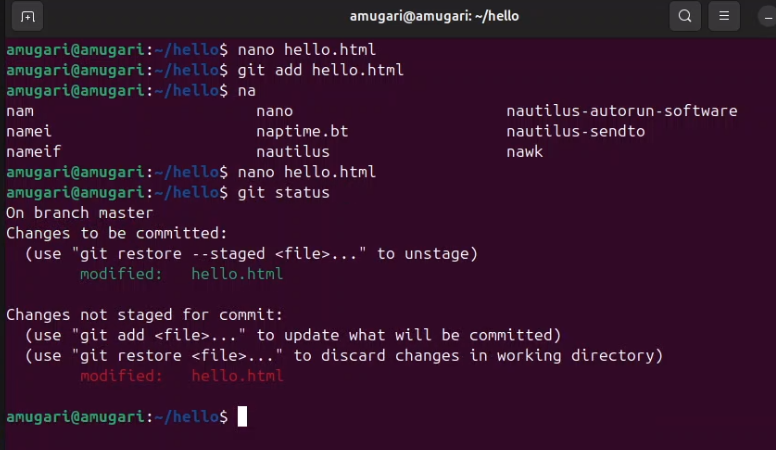 amugari@amugari: ~/hello
amugari@amugari:~/hello$ nano hello.html
amugari@amugari:~/hello$ git add hello.html
amugari@amugari:~/hello$ na
nam nano nautilus-autorun-software
namei naptime.bt nautilus-sendto
nameif nautilus nawk
amugari@amugari:~/hello$ nano hello.html
amugari@amugari:~/hello$ git status
On branch master
Changes to be committed:
  (use "git restore --staged <file>..." to unstage)
        modified:   hello.html

Changes not staged for commit:
  (use "git add <file>..." to update what will be committed)
  (use "git restore <file>..." to discard changes in working directory)
        modified:   hello.html

amugari@amugari:~/hello$